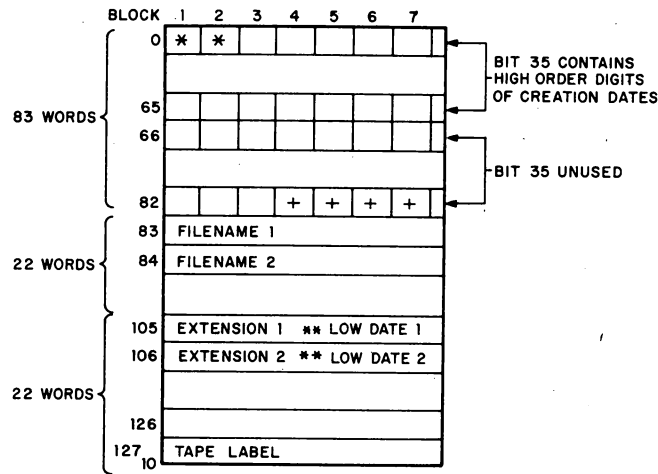 BLOCK 1 2 3 4 5 6 7
0 * *
BIT 35 CONTAINS
HIGH ORDER DIGITS
OF CREATION DATES
65
83 WORDS
66
BIT 35 UNUSED
82 + + + +
83 FILENAME 1
84 FILENAME 2
22 WORDS
105 EXTENSION 1 ** LOW DATE 1
106 EXTENSION 2 ** LOW DATE 2
22 WORDS
126
127 10 TAPE LABEL